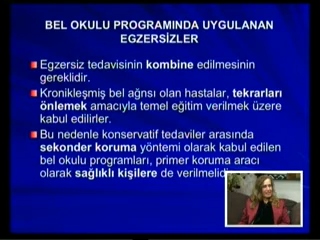 BEL OKULU PROGRAMINDA UYGULANAN
EGZERSİZLER
Egzersiz tedavisinin kombine edilmesinin
gereklidir.
Kronikleşmiş bel ağrısı olan hastalar, tekrarları
önlemek amacıyla temel eğitim verilmek üzere
kabul edilirler.
Bu nedenle konservatif tedaviler arasında
sekonder koruma yöntemi olarak kabul edilen
bel okulu programları, primer koruma aracı
olarak sağlıklı kişilere de verilmelidir